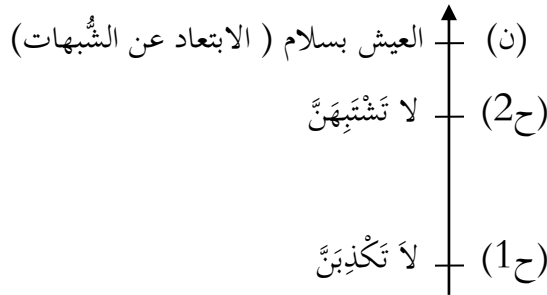 (ن) العيش بسلام ( الابتعاد عن الشُّبهات)
(ح2) لا تَشْتَبِهَنَّ
(ح1) لاَ تَكْذِبَنَّ